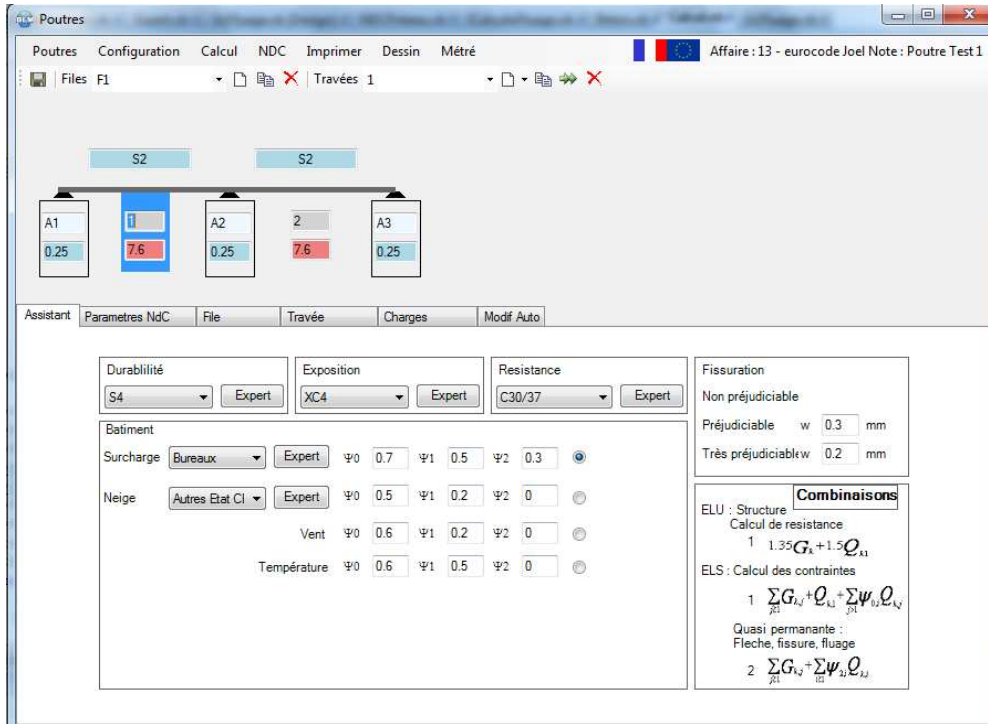 Poutres
Poutres Configuration Calcul NDC Imprimer Dessin Métré Affaire : 13 - eurocode Joel Note : Poutre Test 1
Files F1 Travées 1
S2 S2
A1 1 A2 2 A3
0.25 7.6 0.25 7.6 0.25
Assistant Parametres NdC File Travée Charges Modif Auto
Durablilité Exposition Resistance Fissuration
S4 Expert XC4 Expert C30/37 Expert Non préjudiciable
Préjudiciable w 0.3 mm
Très préjudiciable w 0.2 mm
Batiment
Surcharge Bureaux Expert Ψ0 0.7 Ψ1 0.5 Ψ2 0.3
Neige Autres Etat CI Expert Ψ0 0.5 Ψ1 0.2 Ψ2 0
Vent Ψ0 0.6 Ψ1 0.2 Ψ2 0
Température Ψ0 0.6 Ψ1 0.5 Ψ2 0
Combinaisons
ELU : Structure
Calcul de resistance
1 1.35Gk+1.5Qk1
ELS : Calcul des contraintes
1 ∑Gk,j+Qk,1+∑ψ0,iQk,i
Quasi permanante :
Fleche, fissure, fluage
2 ∑Gk,j+∑ψ2,iQk,i